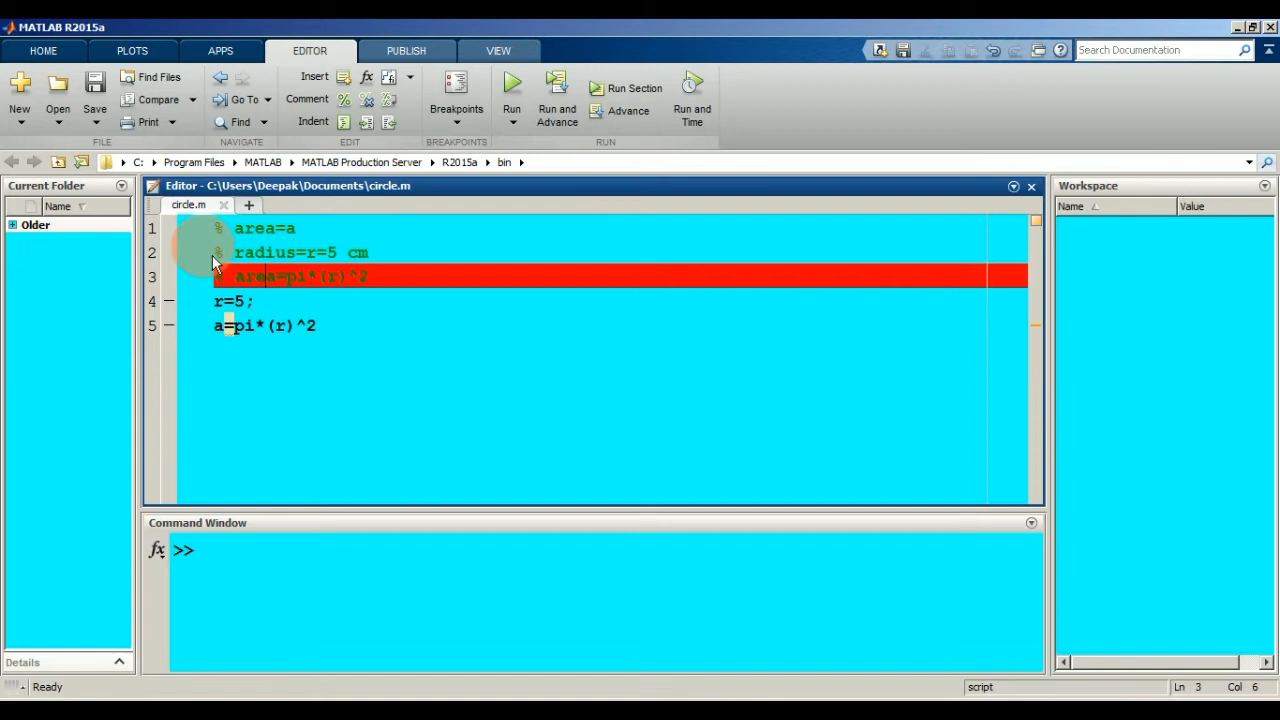 MATLAB R2015a
HOME PLOTS APPS EDITOR PUBLISH VIEW Search Documentation
New Open Save Find Files Compare Print Go To Find Insert fx Comment Indent Breakpoints Run Run and Advance Run Section Advance Run and Time
FILE NAVIGATE EDIT BREAKPOINTS RUN
C: Program Files MATLAB MATLAB Production Server R2015a bin
Current Folder
Name
Older
Details
Editor - C:\Users\Deepak\Documents\circle.m
circle.m
1 % area=a
2 % radius=r=5 cm
3 % area=pi*(r)^2
4 r=5;
5 a=pi*(r)^2
Command Window
fx >>
Workspace
Name Value
Ready script Ln 3 Col 6